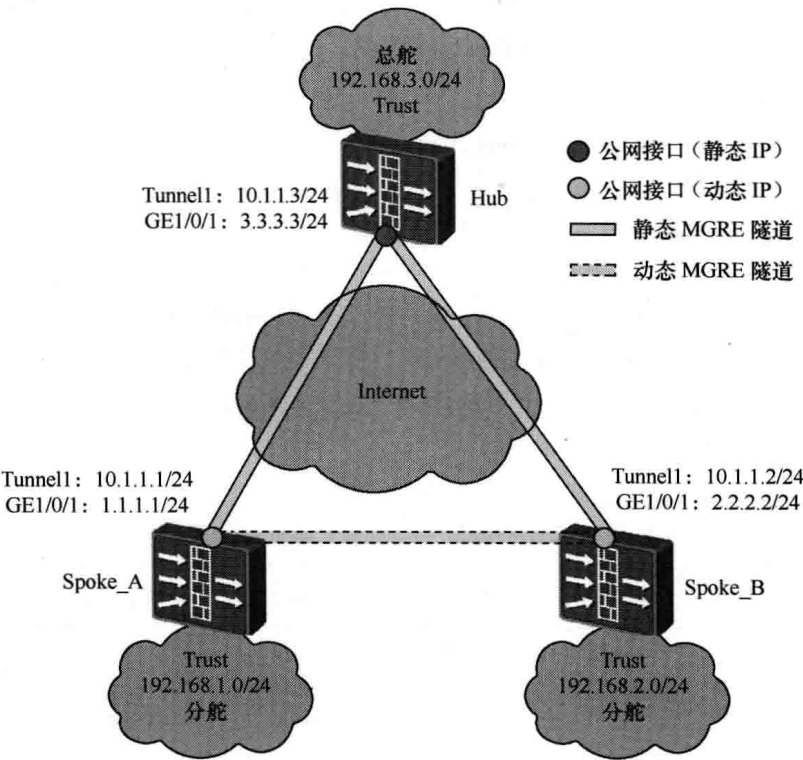 总舵
192.168.3.0/24
Trust
Tunnel1：10.1.1.3/24
GE1/0/1：3.3.3.3/24
Hub
公网接口（静态 IP）
公网接口（动态 IP）
静态 MGRE 隧道
动态 MGRE 隧道
Internet
Tunnel1：10.1.1.1/24
GE1/0/1：1.1.1.1/24
Tunnel1：10.1.1.2/24
GE1/0/1：2.2.2.2/24
Spoke_A
Spoke_B
Trust
192.168.1.0/24
分舵
Trust
192.168.2.0/24
分舵